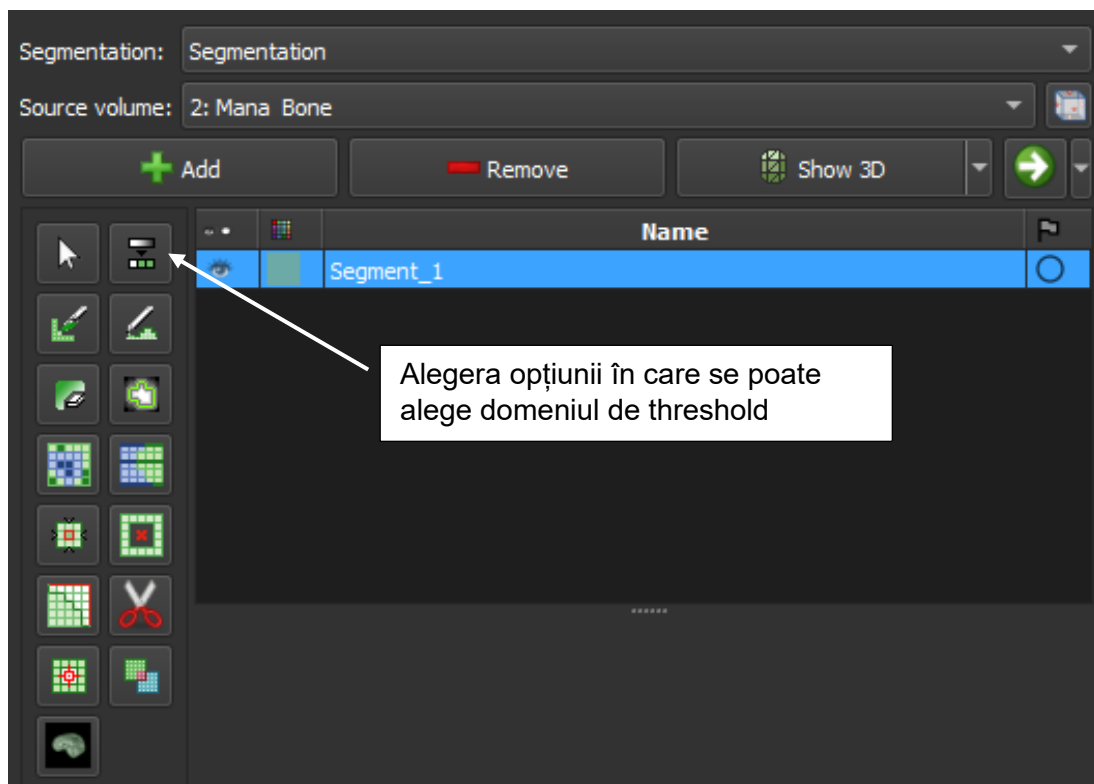 Segmentation: Segmentation
Source volume: 2: Mana Bone
Add Remove Show 3D
Name
Segment_1
Alegera opțiunii în care se poate
alege domeniul de threshold